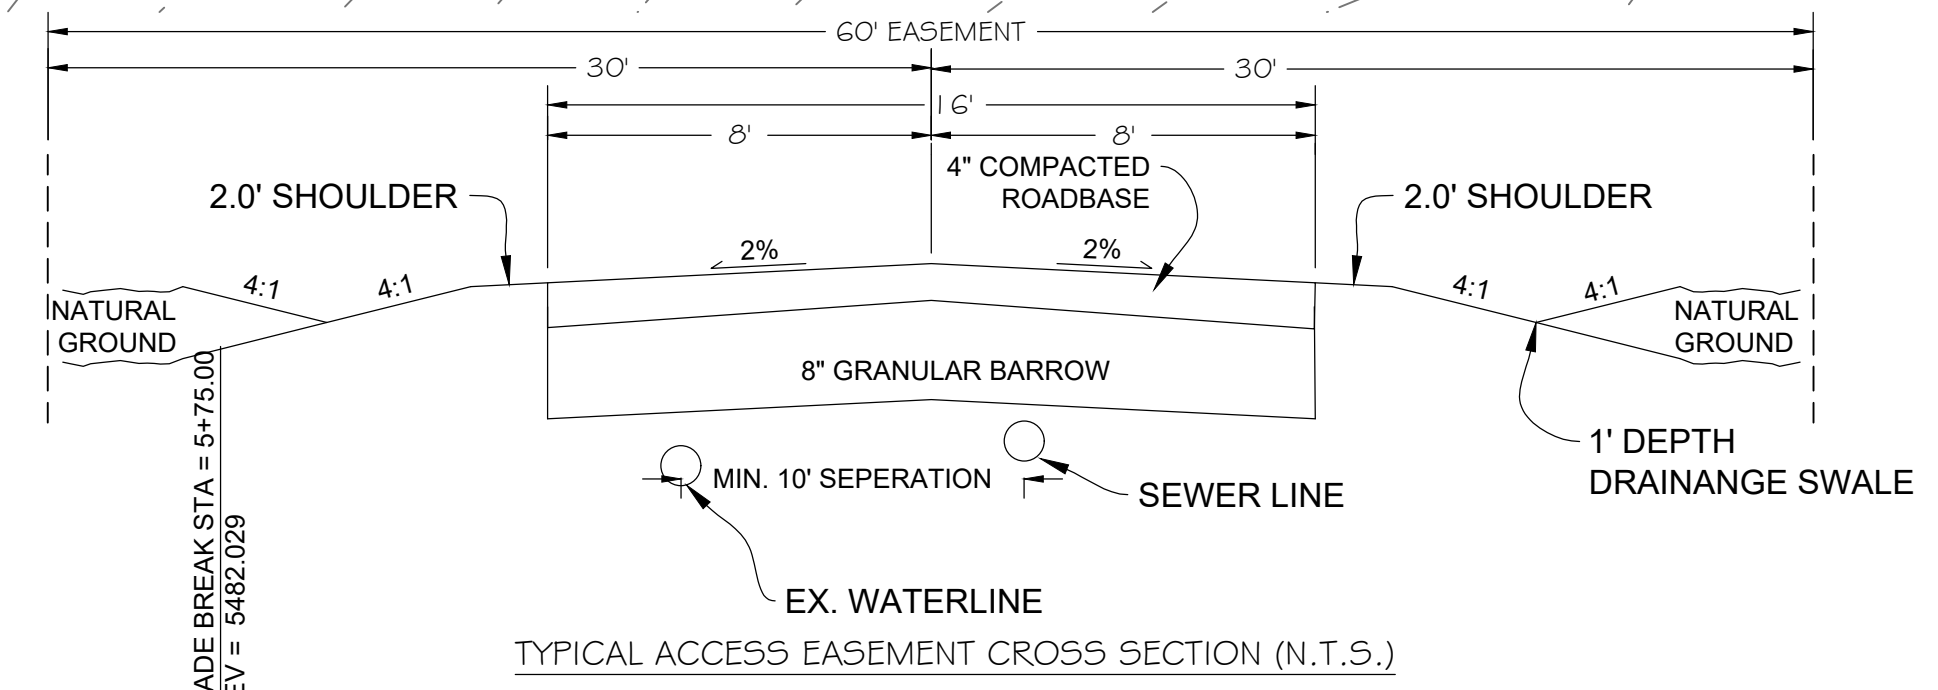 60' EASEMENT
30'
30'
16'
8'
8'
4" COMPACTED
ROADBASE
2.0' SHOULDER
2.0' SHOULDER
2%
2%
4:1
4:1
4:1
4:1
NATURAL
GROUND
NATURAL
GROUND
8" GRANULAR BARROW
1' DEPTH
DRAINANGE SWALE
MIN. 10' SEPERATION
SEWER LINE
EX. WATERLINE
ADE BREAK STA = 5+75.00
EV = 5482.029
TYPICAL ACCESS EASEMENT CROSS SECTION (N.T.S.)